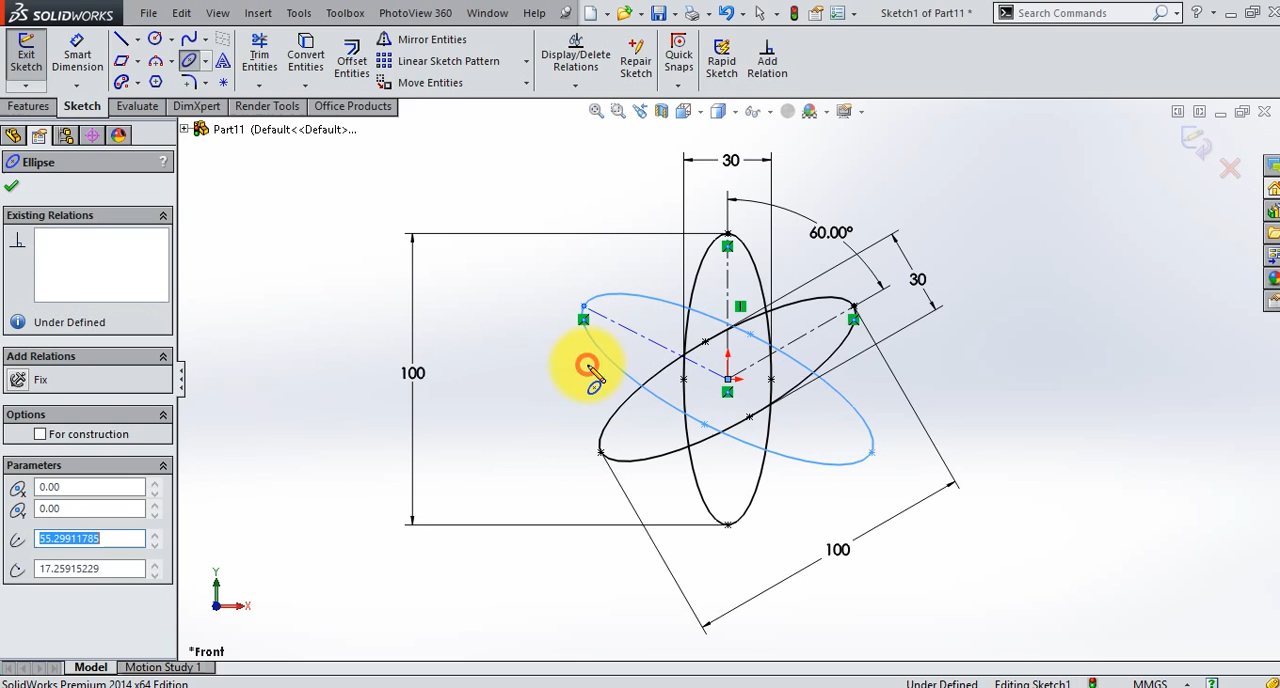 SOLIDWORKS File Edit View Insert Tools Toolbox PhotoView 360 Window Help Sketch1 of Part11 * Search Commands ?
Exit Sketch
Smart Dimension
Trim Entities
Convert Entities
Offset Entities
Mirror Entities
Linear Sketch Pattern
Move Entities
Display/Delete Relations
Repair Sketch
Quick Snaps
Rapid Sketch
Add Relation
Features Sketch Evaluate DimXpert Render Tools Office Products
Part11 (Default<<Default>...
Ellipse ?
Existing Relations
Under Defined
Add Relations
Fix
Options
For construction
Parameters
0.00
0.00
55.29911785
17.25915229
30
60.00°
30
100
100
Y
X
*Front
Model Motion Study 1
SolidWorks Premium 2014 x64 Edition Under Defined Editing Sketch1 MMGS ?